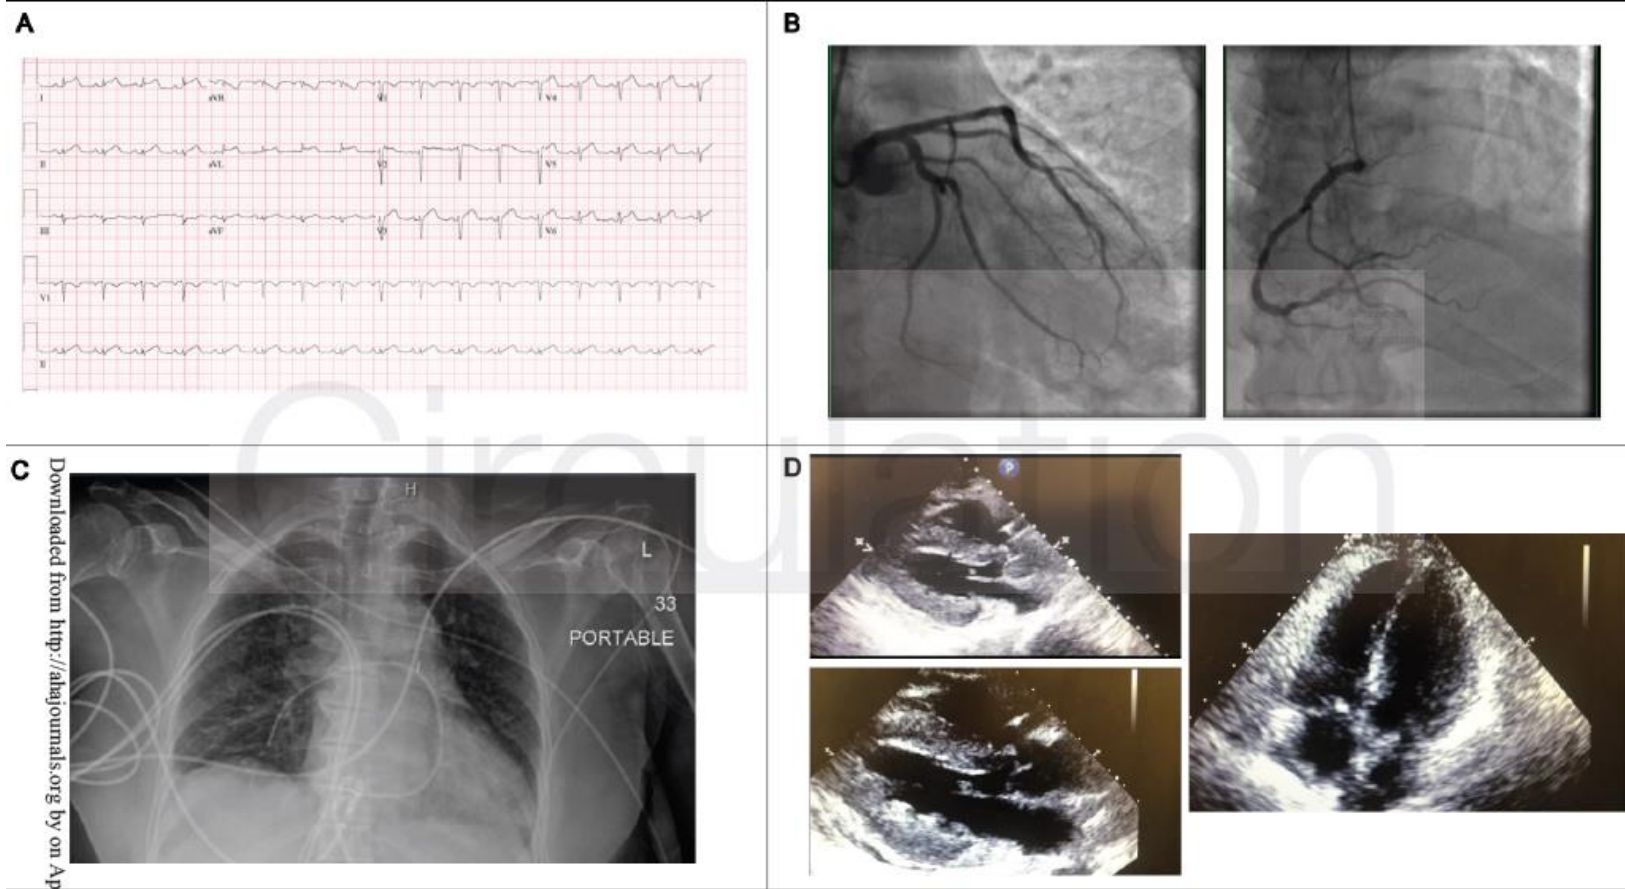 A
B
I
aVR
V1
V4
II
aVL
V2
V5
III
aVF
V3
V6
V1
II
Circulation
C
Downloaded from http://ahajournals.org by on Ap
H
L
33
PORTABLE
D
P